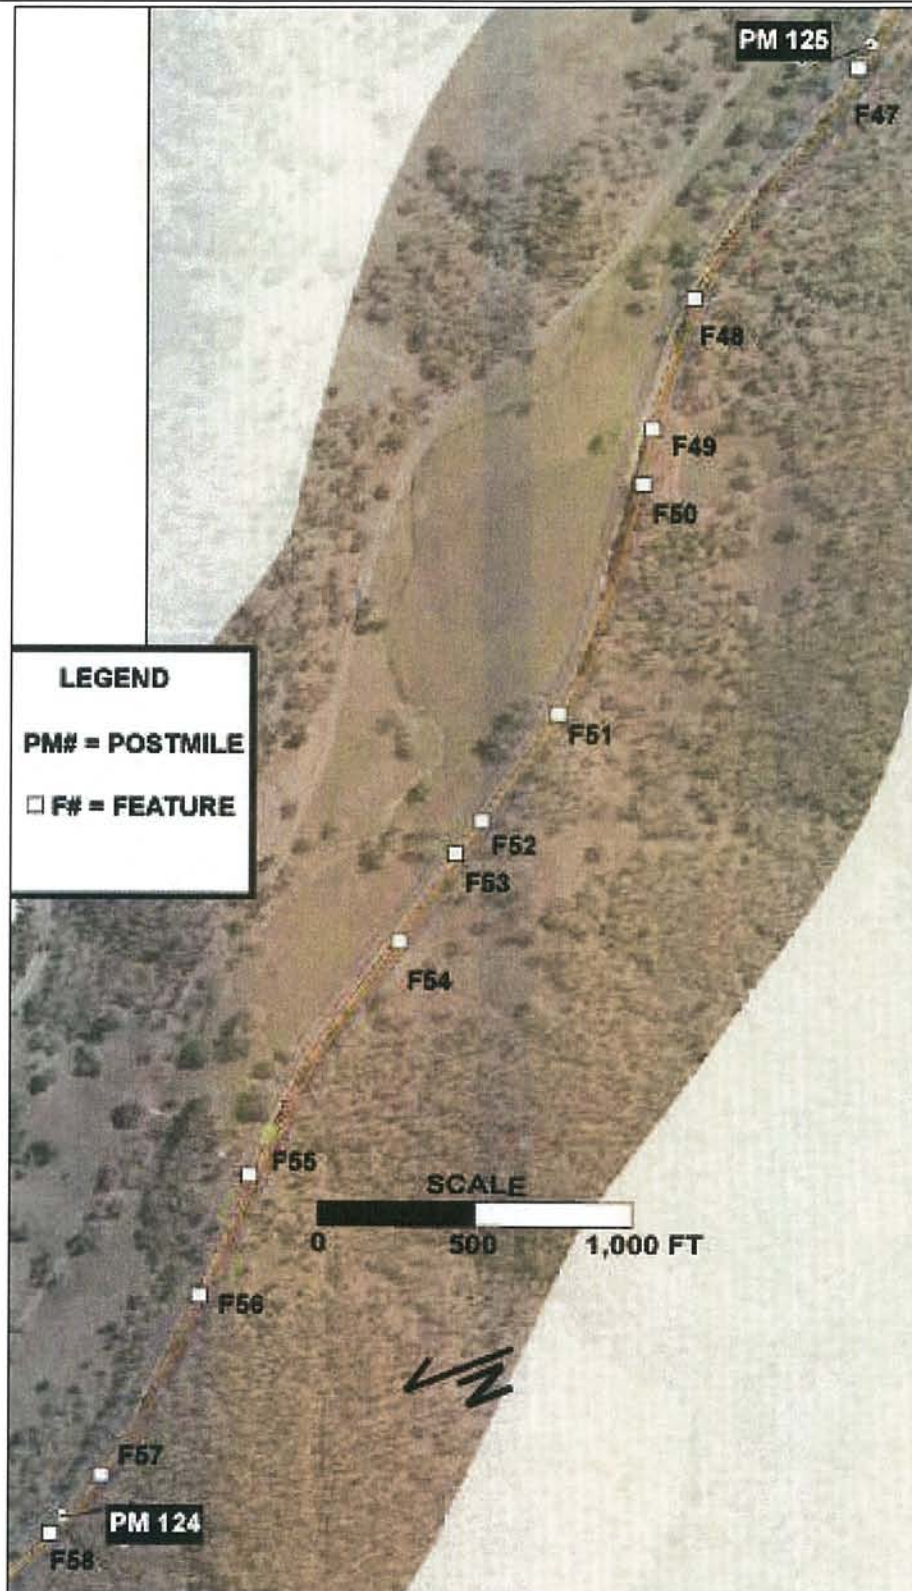 PM 125
F47
F48
F49
F50
F51
LEGEND
PM# = POSTMILE
F# = FEATURE
F52
F53
F54
F55
SCALE
0 500 1,000 FT
F56
N
F57
PM 124
F58